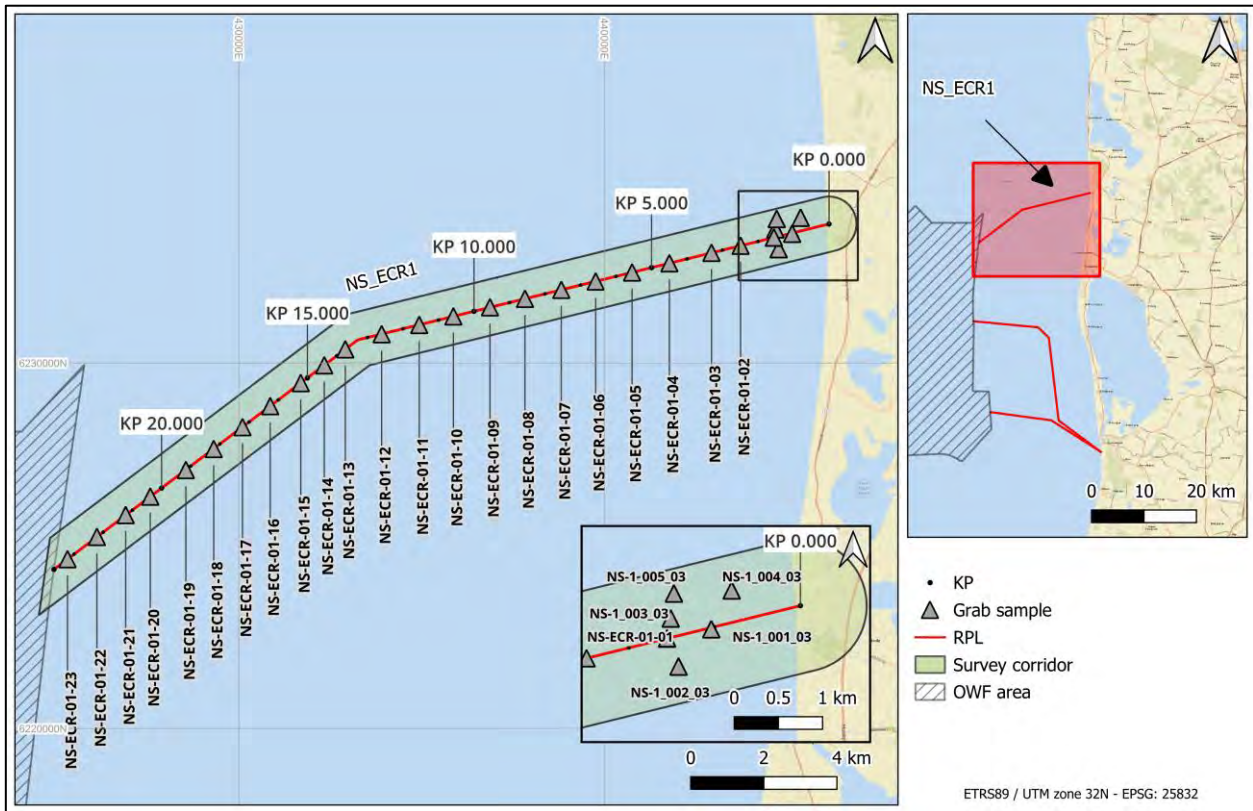 430000E
440000E
6230000N
6220000N
NS_ECR1
KP 0.000
KP 5.000
KP 10.000
KP 15.000
KP 20.000
NS-ECR-01-23
NS-ECR-01-22
NS-ECR-01-21
NS-ECR-01-20
NS-ECR-01-19
NS-ECR-01-18
NS-ECR-01-17
NS-ECR-01-16
NS-ECR-01-15
NS-ECR-01-14
NS-ECR-01-13
NS-ECR-01-12
NS-ECR-01-11
NS-ECR-01-10
NS-ECR-01-09
NS-ECR-01-08
NS-ECR-01-07
NS-ECR-01-06
NS-ECR-01-05
NS-ECR-01-04
NS-ECR-01-03
NS-ECR-01-02
KP 0.000
NS-1_005_03
NS-1_004_03
NS-1_003_03
NS-ECR-01-01
NS-1_001_03
NS-1_002_03
0 0.5 1 km
0 2 4 km
NS_ECR1
0 10 20 km
KP
Grab sample
RPL
Survey corridor
OWF area
ETRS89 / UTM zone 32N - EPSG: 25832